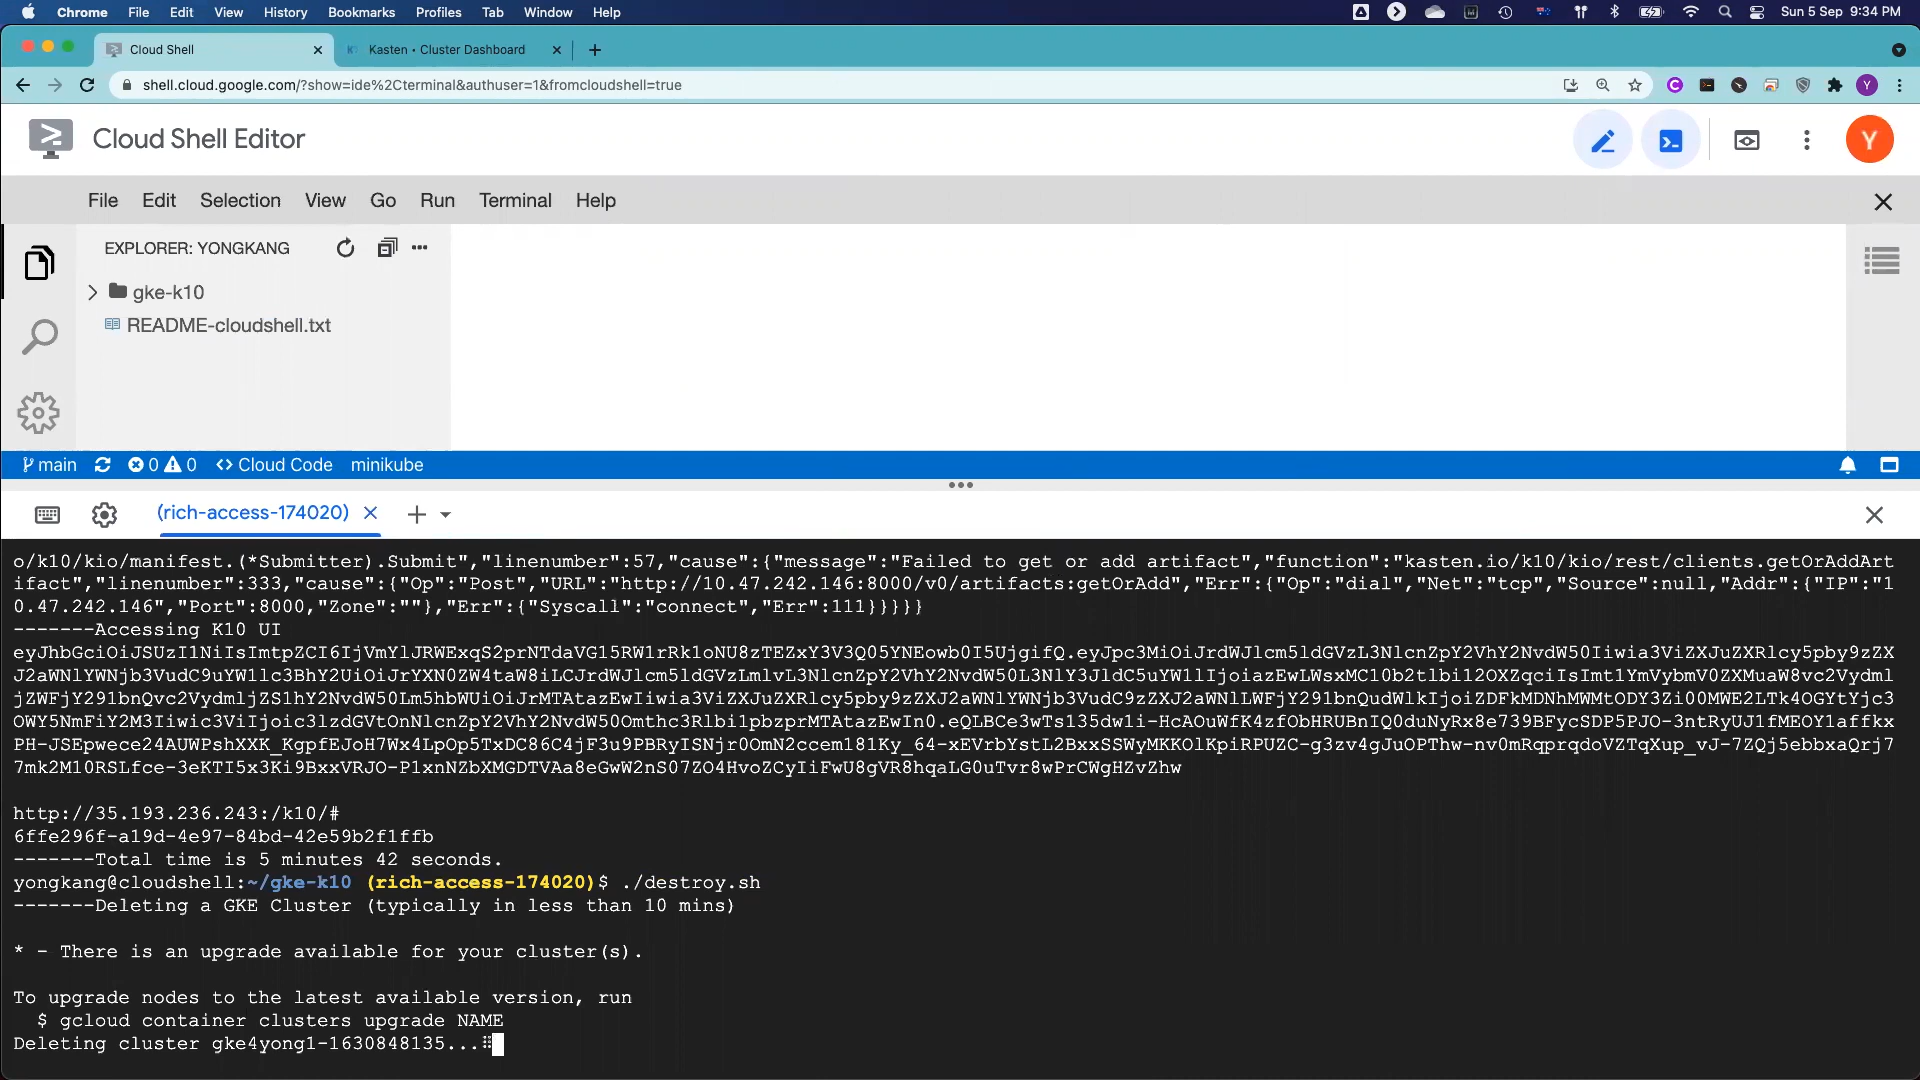 Chrome File Edit View History Bookmarks Profiles Tab Window Help Sun 5 Sep 9:34 PM
Cloud Shell Kasten • Cluster Dashboard
shell.cloud.google.com/?show=ide%2Cterminal&authuser=1&fromcloudshell=true
Cloud Shell Editor
File Edit Selection View Go Run Terminal Help
EXPLORER: YONGKANG
gke-k10
README-cloudshell.txt
main 0 0 <> Cloud Code minikube
(rich-access-174020)
o/k10/kio/manifest.(*Submitter).Submit","linenumber":57,"cause":{"message":"Failed to get or add artifact","function":"kasten.io/k10/kio/rest/clients.getOrAddArt
ifact","linenumber":333,"cause":{"Op":"Post","URL":"http://10.47.242.146:8000/v0/artifacts:getOrAdd","Err":{"Op":"dial","Net":"tcp","Source":null,"Addr":{"IP":"1
0.47.242.146","Port":8000,"Zone":""},"Err":{"Syscall":"connect","Err":111}}}}}
-------Accessing K10 UI
http://35.193.236.243:/k10/#
6ffe296f-a19d-4e97-84bd-42e59b2f1ffb
-------Total time is 5 minutes 42 seconds.
yongkang@cloudshell:~/gke-k10 (rich-access-174020)$ ./destroy.sh
-------Deleting a GKE Cluster (typically in less than 10 mins)
* - There is an upgrade available for your cluster(s).
To upgrade nodes to the latest available version, run
$ gcloud container clusters upgrade NAME
Deleting cluster gke4yong1-1630848135...